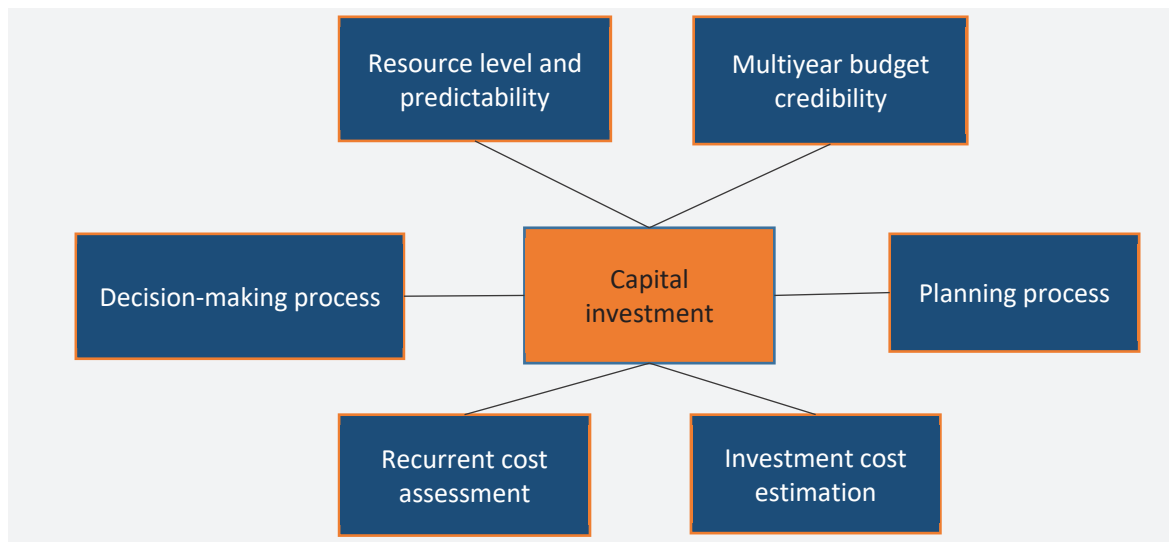 Resource level and
predictability
Multiyear budget
credibility
Decision-making process
Capital
investment
Planning process
Recurrent cost
assessment
Investment cost
estimation